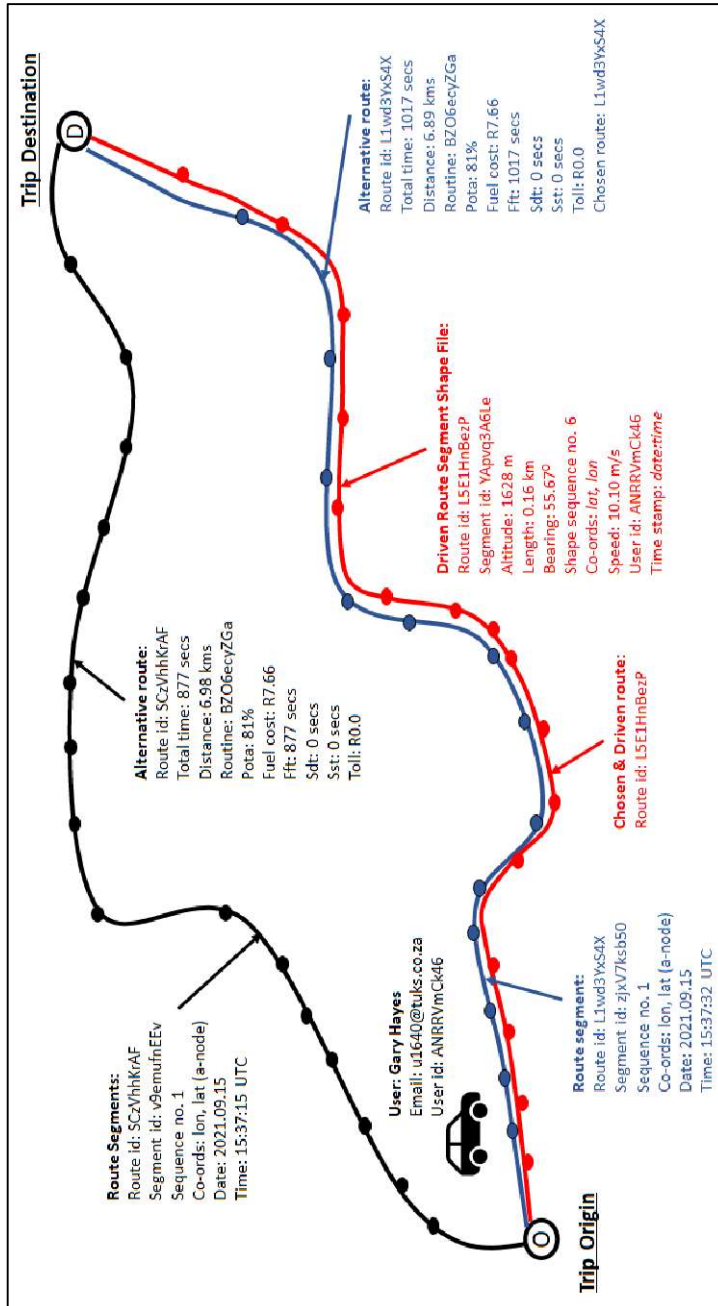 Trip Destination
D
Route Segments:
Route id: SCzVhhKrAF
Segment id: v9emufnEEv
Sequence no. 1
Co-ords: lon, lat (a-node)
Date: 2021.09.15
Time: 15:37:15 UTC
Alternative route:
Route id: SCzVhhKrAF
Total time: 877 secs
Distance: 6.98 kms
Routine: BZO6ecyZGa
Pota: 81%
Fuel cost: R7.66
Fft: 877 secs
Sdt: 0 secs
Sst: 0 secs
Toll: R0.0
User: Gary Hayes
Email: u1640@tuks.co.za
User id: ANRRVmCk46
Trip Origin
O
Route segment:
Route id: L1wd3YxS4X
Segment id: zjxV7ksb50
Sequence no. 1
Co-ords: lon, lat (a-node)
Date: 2021.09.15
Time: 15:37:32 UTC
Chosen & Driven route:
Route id: L5E1HnBezP
Driven Route Segment Shape File:
Route id: L5E1HnBezP
Segment id: YApvq3A6Le
Altitude: 1628 m
Length: 0.16 km
Bearing: 55.67º
Shape sequence no. 6
Co-ords: lat, lon
Speed: 10.10 m/s
User id: ANRRVmCk46
Time stamp: date:time
Alternative route:
Route id: L1wd3YxS4X
Total time: 1017 secs
Distance: 6.89 kms
Routine: BZO6ecyZGa
Pota: 81%
Fuel cost: R7.66
Fft: 1017 secs
Sdt: 0 secs
Sst: 0 secs
Toll: R0.0
Chosen route: L1wd3YxS4X